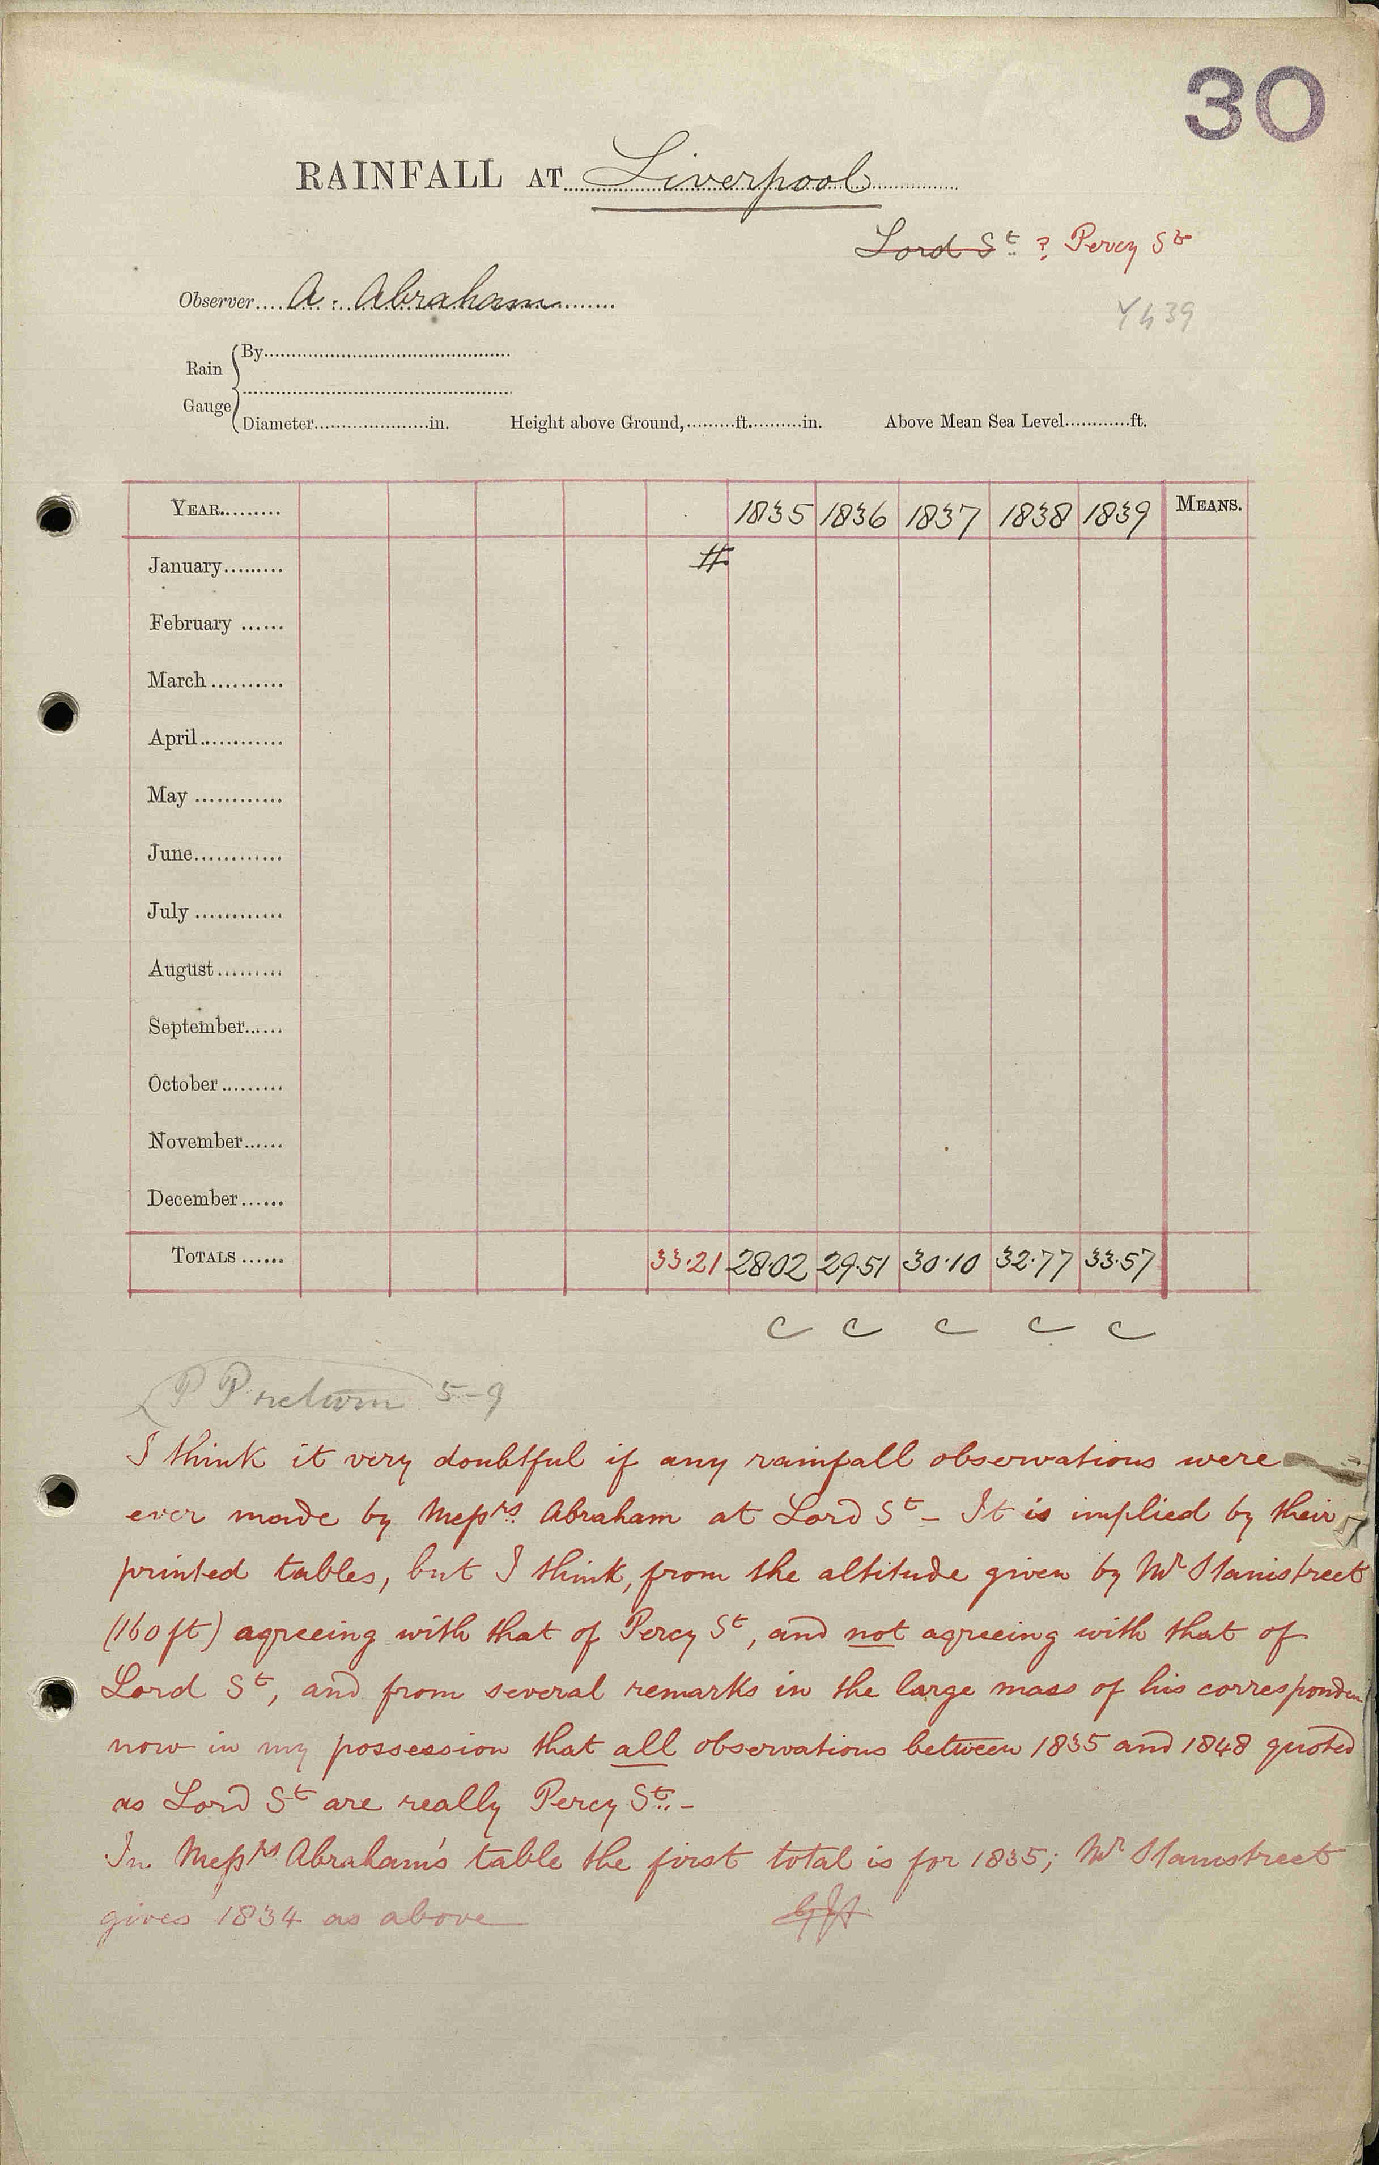 30
RAINFALL AT Liverpool
Lord St ? Percy St
Observer.... A. Abraham
Rain Gauge
By
Diameter in. Height above Ground, ft. in. Above Mean Sea Level ft.
YEAR 1835 1836 1837 1838 1839 MEANS.
January
February
March
April
May
June
July
August
September
October
November
December
TOTALS 33.21 28.02 29.51 30.10 32.77 33.57
C C C C C
P P return 5-9
I think it very doubtful if any rainfall observations were
ever made by Messrs Abraham at Lord St - It is implied by their
printed tables, but I think, from the altitude given by Mr Stanistreet
(160 ft) agreeing with that of Percy St, and not agreeing with that of
Lord St, and from several remarks in the large mass of his
now in my possession that all observations between 1835 and 1848 quoted
as Lord St are really Percy St. -
In Messrs Abraham's table the first total is for 1835; Mr Stanistreet
gives 1834 as above